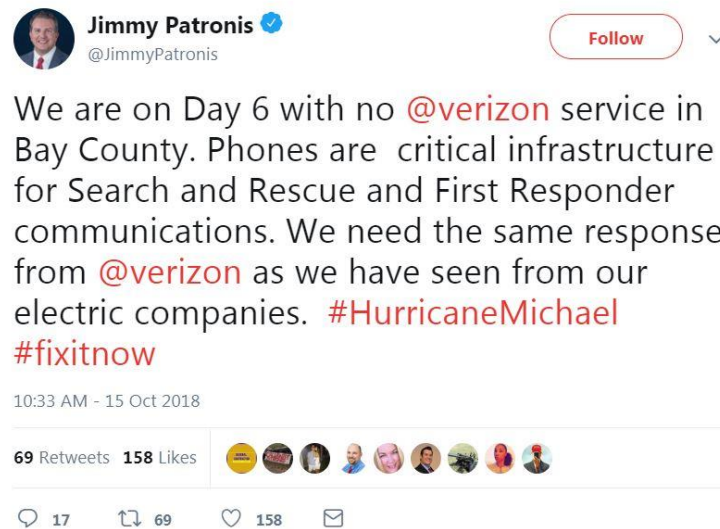 Jimmy Patronis
@JimmyPatronis
Follow
We are on Day 6 with no @verizon service in
Bay County. Phones are critical infrastructure
for Search and Rescue and First Responder
communications. We need the same response
from @verizon as we have seen from our
electric companies. #HurricaneMichael
#fixitnow
10:33 AM - 15 Oct 2018
69 Retweets 158 Likes
17 69 158